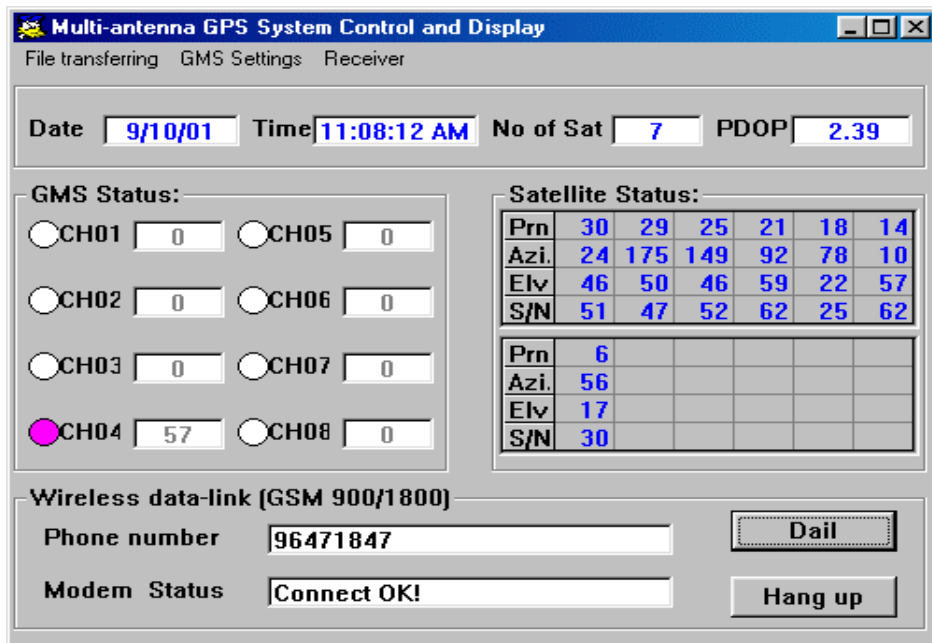 Multi-antenna GPS System Control and Display
File transferring GMS Settings Receiver
Date 9/10/01 Time 11:08:12 AM No of Sat 7 PDOP 2.39
GMS Status:
CH01 0 CH05 0
CH02 0 CH06 0
CH03 0 CH07 0
CH04 57 CH08 0
Satellite Status:
Prn 30 29 25 21 18 14
Azi. 24 175 149 92 78 10
Elv 46 50 46 59 22 57
S/N 51 47 52 62 25 62
Prn 6
Azi. 56
Elv 17
S/N 30
Wireless data-link (GSM 900/1800)
Phone number 96471847 Dail
Modem Status Connect OK! Hang up